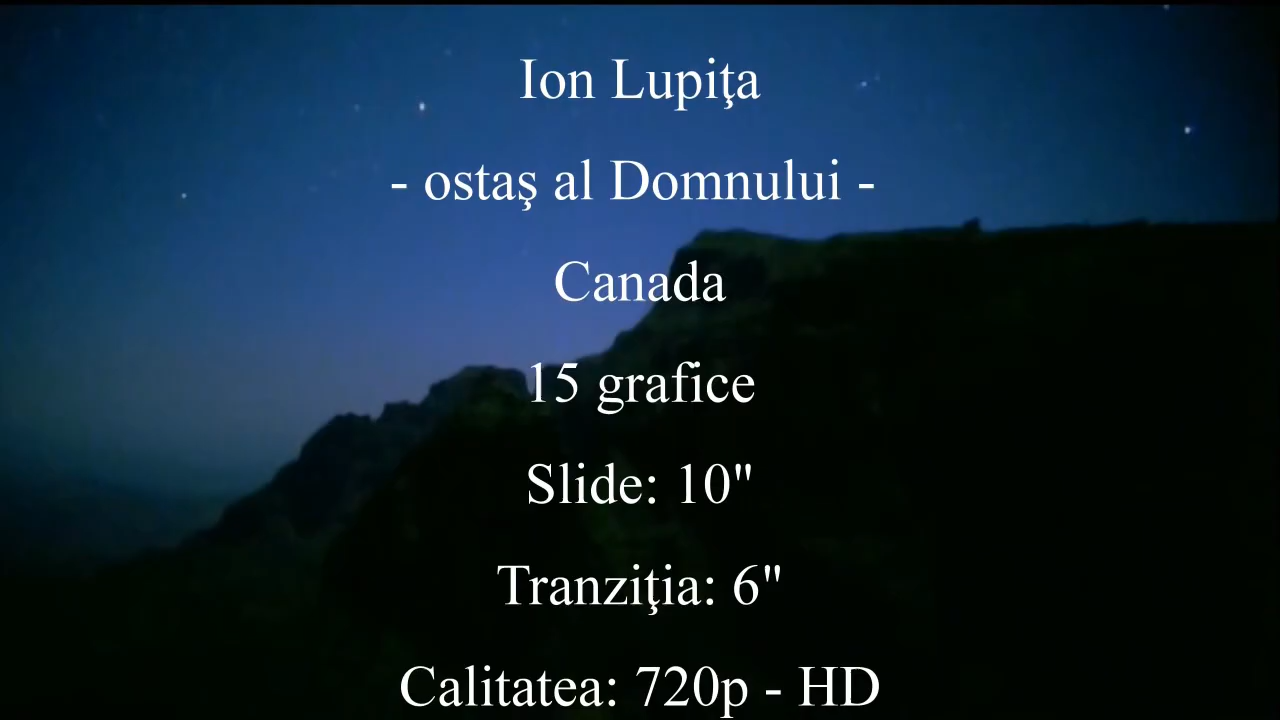 Ion Lupiţa
- ostaş al Domnului -
Canada
15 grafice
Slide: 10"
Tranziţia: 6"
Calitatea: 720p - HD